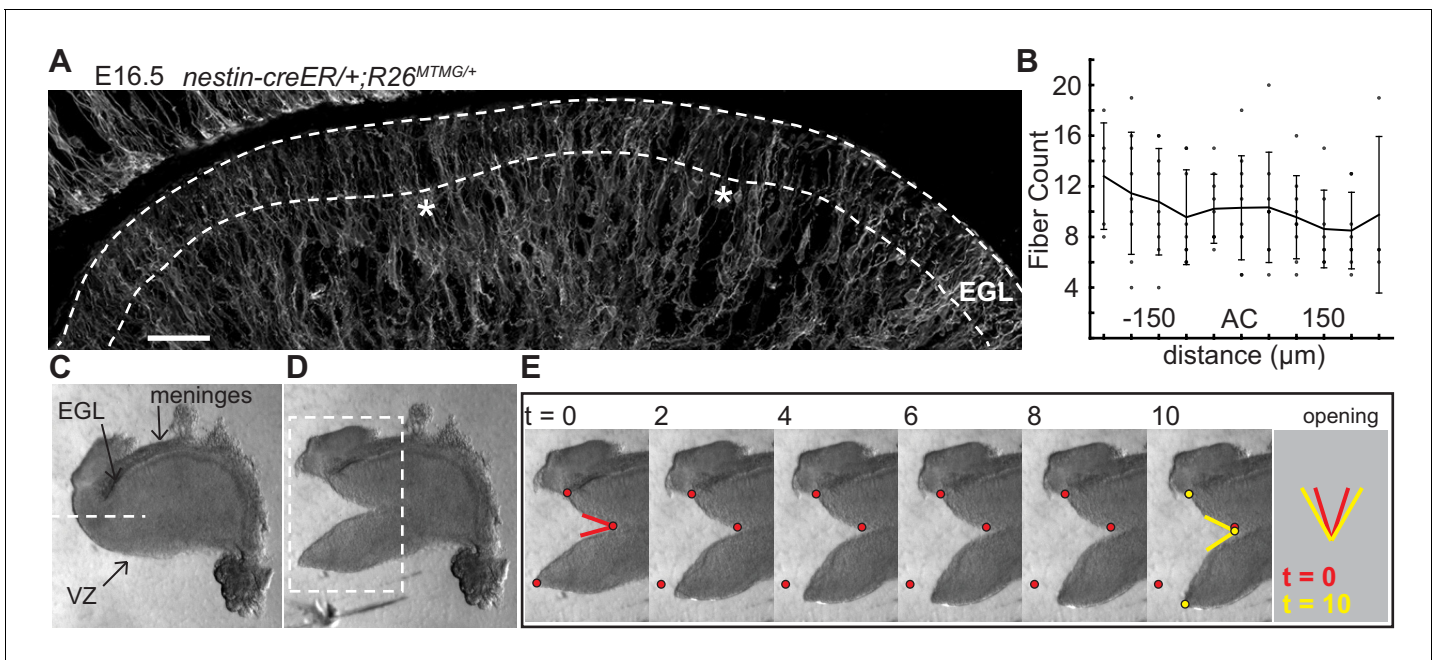 A E16.5 nestin-creER/+;R26MTMG/+
* *
EGL
B
Fiber Count
20
16
12
8
4
-150 AC 150
distance (µm)
C
EGL meninges
VZ
D
E
t = 0 2 4 6 8 10 opening
t = 0
t = 10